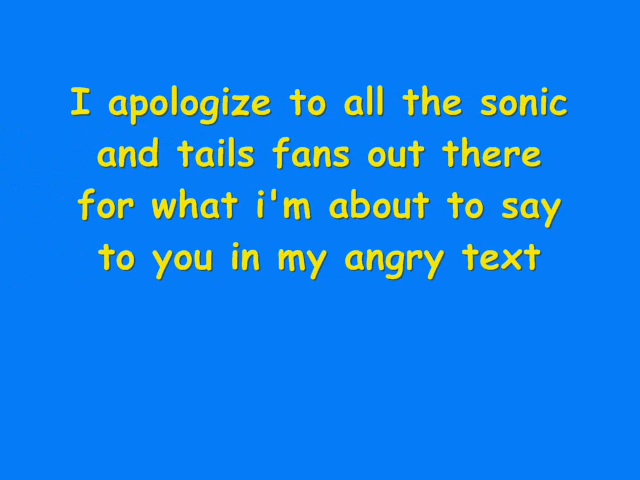 I apologize to all the sonic
and tails fans out there
for what i'm about to say
to you in my angry text